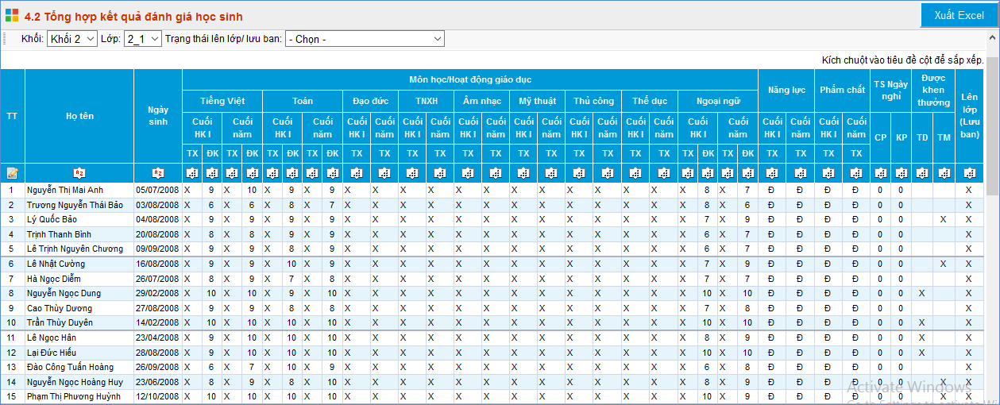 4.2 Tổng hợp kết quả đánh giá học sinh
Xuất Excel
Khối: Khối 2 Lớp: 2_1 Trạng thái lên lớp/ lưu ban: - Chọn -
Kích chuột vào tiêu đề cột để sắp xếp.
TT Họ tên Ngày sinh Môn học/Hoạt động giáo dục Năng lực Phẩm chất TS Ngày nghỉ Được khen thưởng Lên lớp (Lưu ban)
Tiếng Việt Toán Đạo đức TNXH Âm nhạc Mỹ thuật Thủ công Thể dục Ngoại ngữ
Cuối HK I Cuối năm Cuối HK I Cuối năm Cuối HK I Cuối năm Cuối HK I Cuối năm Cuối HK I Cuối năm Cuối HK I Cuối năm Cuối HK I Cuối năm Cuối HK I Cuối năm Cuối HK I Cuối năm Cuối HK I Cuối năm Cuối HK I Cuối năm CP KP TD TM
TX ĐK TX ĐK TX ĐK TX ĐK TX TX TX TX TX TX TX TX TX TX TX TX TX ĐK TX ĐK TX TX TX TX
1 Nguyễn Thị Mai Anh 05/07/2008 X 9 X 10 X 9 X 9 X X X X X X X X X X X X X 8 X 7 Đ Đ Đ Đ 0 0 X
2 Trương Nguyễn Thái Bảo 03/08/2008 X 6 X 6 X 8 X 7 X X X X X X X X X X X X X 8 X 6 Đ Đ Đ Đ 0 0 X
3 Lý Quốc Bảo 04/08/2008 X 9 X 9 X 9 X 9 X X X X X X X X X X X X X 7 X 9 Đ Đ Đ Đ 0 0 X X
4 Trịnh Thanh Bình 20/08/2008 X 8 X 8 X 9 X 9 X X X X X X X X X X X X X 6 X 7 Đ Đ Đ Đ 0 0 X
5 Lê Trịnh Nguyên Chương 09/09/2008 X 9 X 9 X 8 X 9 X X X X X X X X X X X X X 6 X 7 Đ Đ Đ Đ 0 0 X
6 Lê Nhật Cường 16/08/2008 X 9 X 9 X 10 X 9 X X X X X X X X X X X X X 7 X 9 Đ Đ Đ Đ 0 0 X X
7 Hà Ngọc Diễm 26/07/2008 X 8 X 9 X 7 X 8 X X X X X X X X X X X X X 7 X 7 Đ Đ Đ Đ 0 0 X
8 Nguyễn Ngọc Dung 29/02/2008 X 10 X 10 X 9 X 10 X X X X X X X X X X X X X 10 X 10 Đ Đ Đ Đ 0 0 X X
9 Cao Thùy Dương 27/08/2008 X 9 X 9 X 8 X 8 X X X X X X X X X X X X X 7 X 8 Đ Đ Đ Đ 0 0 X
10 Trần Thùy Duyên 14/02/2008 X 10 X 10 X 10 X 10 X X X X X X X X X X X X X 10 X 10 Đ Đ Đ Đ 0 0 X X
11 Lê Ngọc Hân 23/04/2008 X 9 X 10 X 10 X 10 X X X X X X X X X X X X X 8 X 9 Đ Đ Đ Đ 0 0 X X
12 Lại Đức Hiếu 28/08/2008 X 9 X 10 X 10 X 10 X X X X X X X X X X X X X 10 X 10 Đ Đ Đ Đ 0 0 X X
13 Đào Công Tuấn Hoàng 26/09/2008 X 6 X 7 X 10 X 9 X X X X X X X X X X X X X 6 X 8 Đ Đ Đ Đ 0 0 X
14 Nguyễn Ngọc Hoàng Huy 23/06/2008 X 8 X 9 X 8 X 10 X X X X X X X X X X X X X 8 X 9 Đ Đ Đ Đ 0 0 X X
15 Phạm Thị Phương Huỳnh 12/10/2008 X 10 X 10 X 10 X 10 X X X X X X X X X X X X X 10 X 9 Đ Đ Đ Đ 0 0 X X
Activate Windows
Go to Settings to activate